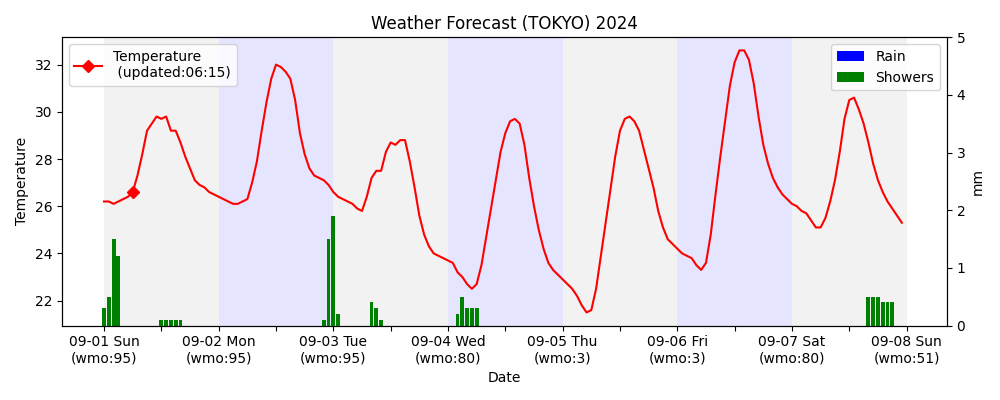 Weather Forecast (TOKYO) 2024
Temperature
(updated:06:15)
Rain
Showers
Temperature
32
30
28
26
24
22
5
4
3
2
1
0
mm
09-01 Sun
(wmo:95)
09-02 Mon
(wmo:95)
09-03 Tue
(wmo:95)
09-04 Wed
(wmo:80)
09-05 Thu
(wmo:3)
09-06 Fri
(wmo:3)
09-07 Sat
(wmo:80)
09-08 Sun
(wmo:51)
Date